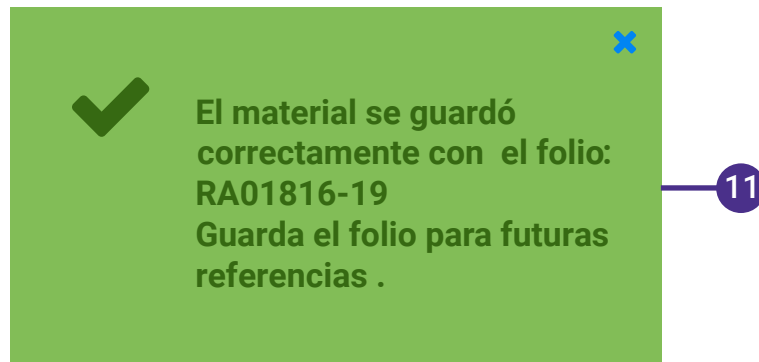 El material se guardó
correctamente con  el folio:
RA01816-19
Guarda el folio para futuras
referencias .
11